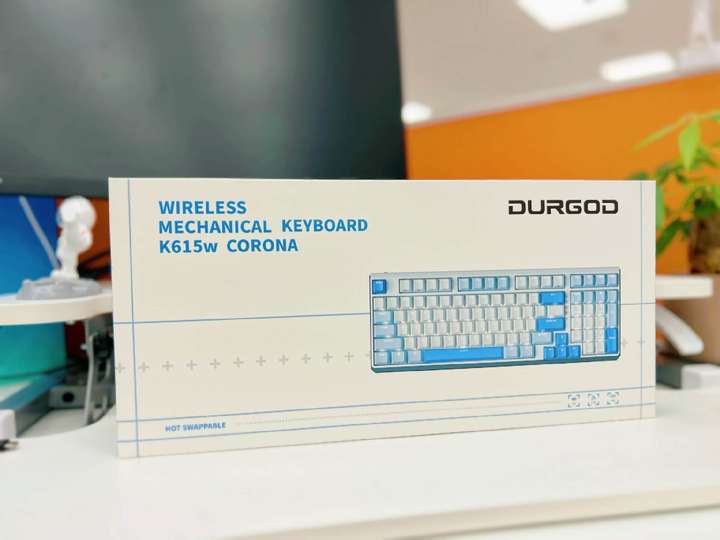 WIRELESS
MECHANICAL KEYBOARD
K615w CORONA
DURGOD
HOT SWAPPABLE